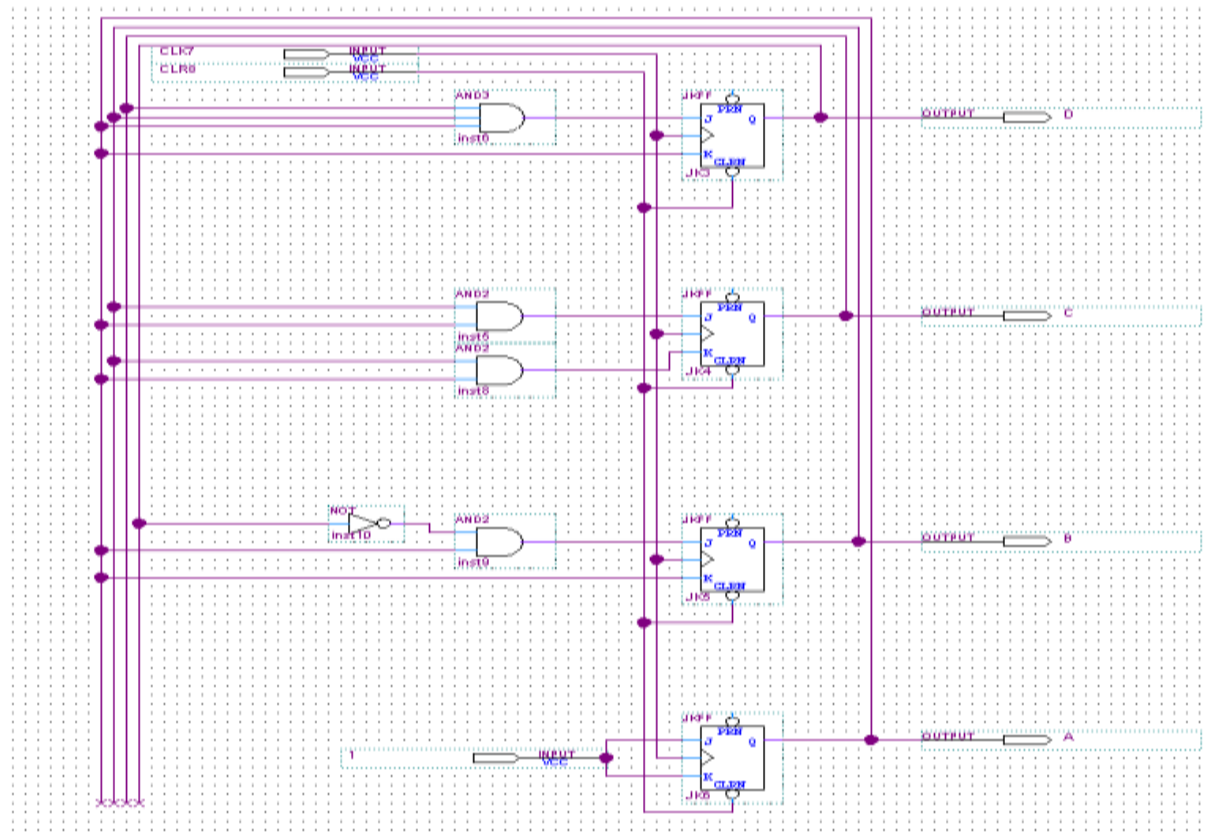 CLK7 INPUT
VCC
CLR8 INPUT
VCC
AND3
inst6
JKFF
PRN
J Q
K
CLRN
JK3
OUTPUT D
AND2
inst5
AND2
inst8
JKFF
PRN
J Q
K
CLRN
JK4
OUTPUT C
NOT
inst10
AND2
inst9
JKFF
PRN
J Q
K
CLRN
JK5
OUTPUT B
1 INPUT
VCC
JKFF
PRN
J Q
K
CLRN
JK6
OUTPUT A